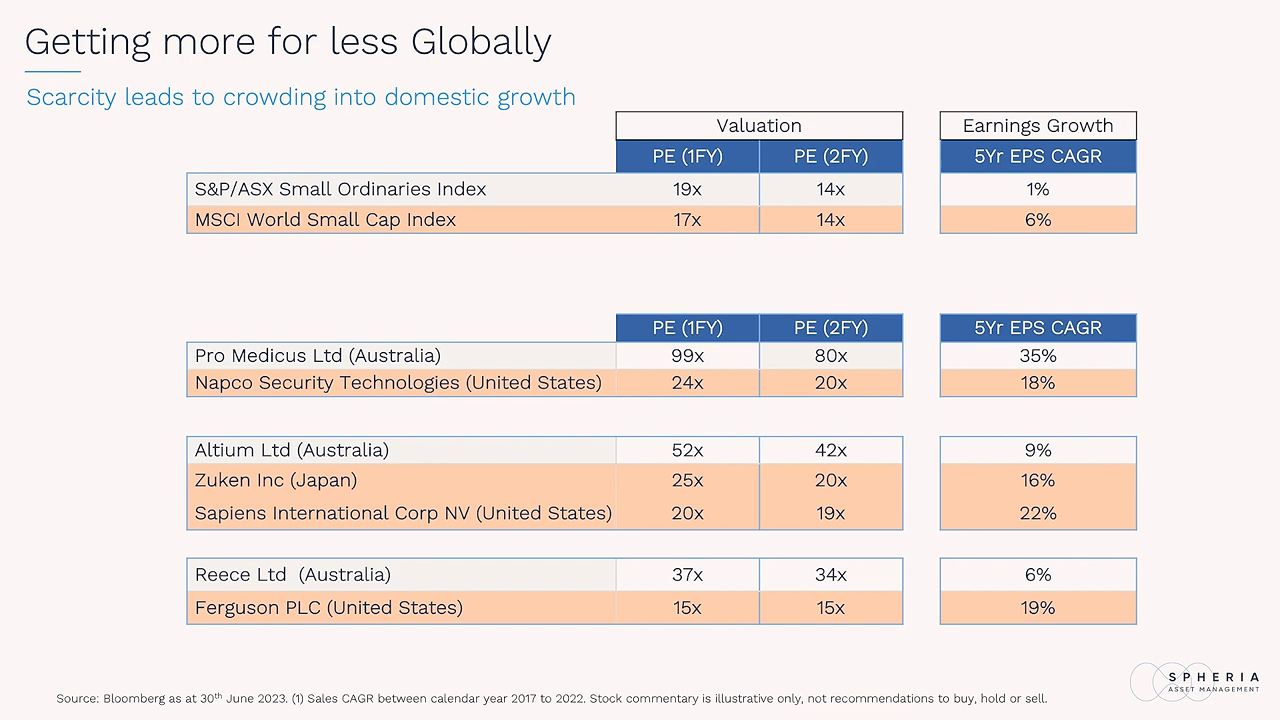 Getting more for less Globally
Scarcity leads to crowding into domestic growth
Valuation Earnings Growth
PE (1FY) PE (2FY) 5Yr EPS CAGR
S&P/ASX Small Ordinaries Index 19x 14x 1%
MSCI World Small Cap Index 17x 14x 6%
PE (1FY) PE (2FY) 5Yr EPS CAGR
Pro Medicus Ltd (Australia) 99x 80x 35%
Napco Security Technologies (United States) 24x 20x 18%
Altium Ltd (Australia) 52x 42x 9%
Zuken Inc (Japan) 25x 20x 16%
Sapiens International Corp NV (United States) 20x 19x 22%
Reece Ltd (Australia) 37x 34x 6%
Ferguson PLC (United States) 15x 15x 19%
SPHERIA
ASSET MANAGEMENT
Source: Bloomberg as at 30th June 2023. (1) Sales CAGR between calendar year 2017 to 2022. Stock commentary is illustrative only, not recommendations to buy, hold or sell.